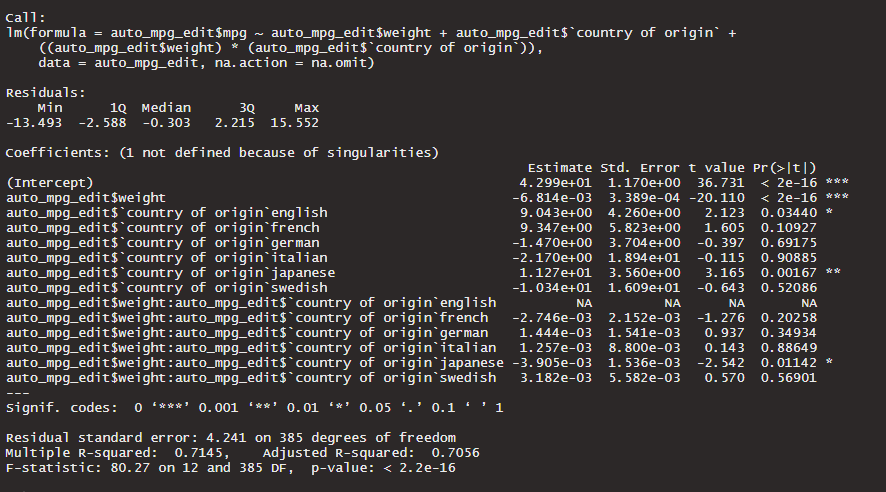 Call:
lm(formula = auto_mpg_edit$mpg ~ auto_mpg_edit$weight + auto_mpg_edit$`country of origin` +
    ((auto_mpg_edit$weight) * (auto_mpg_edit$`country of origin`)),
    data = auto_mpg_edit, na.action = na.omit)

Residuals:
    Min      1Q  Median      3Q     Max
-13.493  -2.588  -0.303   2.215  15.552

Coefficients: (1 not defined because of singularities)
                                                                Estimate Std. Error t value Pr(>|t|)
(Intercept)                                                    4.299e+01  1.170e+00  36.731  < 2e-16 ***
auto_mpg_edit$weight                                          -6.814e-03  3.389e-04 -20.110  < 2e-16 ***
auto_mpg_edit$`country of origin`english                       9.043e+00  4.260e+00   2.123  0.03440 *
auto_mpg_edit$`country of origin`french                        9.347e+00  5.823e+00   1.605  0.10927
auto_mpg_edit$`country of origin`german                       -1.470e+00  3.704e+00  -0.397  0.69175
auto_mpg_edit$`country of origin`italian                      -2.170e+00  1.894e+01  -0.115  0.90885
auto_mpg_edit$`country of origin`japanese                      1.127e+01  3.560e+00   3.165  0.00167 **
auto_mpg_edit$`country of origin`swedish                      -1.034e+01  1.609e+01  -0.643  0.52086
auto_mpg_edit$weight:auto_mpg_edit$`country of origin`english         NA         NA      NA       NA
auto_mpg_edit$weight:auto_mpg_edit$`country of origin`french  -2.746e-03  2.152e-03  -1.276  0.20258
auto_mpg_edit$weight:auto_mpg_edit$`country of origin`german   1.444e-03  1.541e-03   0.937  0.34934
auto_mpg_edit$weight:auto_mpg_edit$`country of origin`italian  1.257e-03  8.800e-03   0.143  0.88649
auto_mpg_edit$weight:auto_mpg_edit$`country of origin`japanese -3.905e-03  1.536e-03  -2.542  0.01142 *
auto_mpg_edit$weight:auto_mpg_edit$`country of origin`swedish  3.182e-03  5.582e-03   0.570  0.56901
---
Signif. codes:  0 ‘***’ 0.001 ‘**’ 0.01 ‘*’ 0.05 ‘.’ 0.1 ‘ ’ 1

Residual standard error: 4.241 on 385 degrees of freedom
Multiple R-squared:  0.7145,    Adjusted R-squared:  0.7056
F-statistic: 80.27 on 12 and 385 DF,  p-value: < 2.2e-16